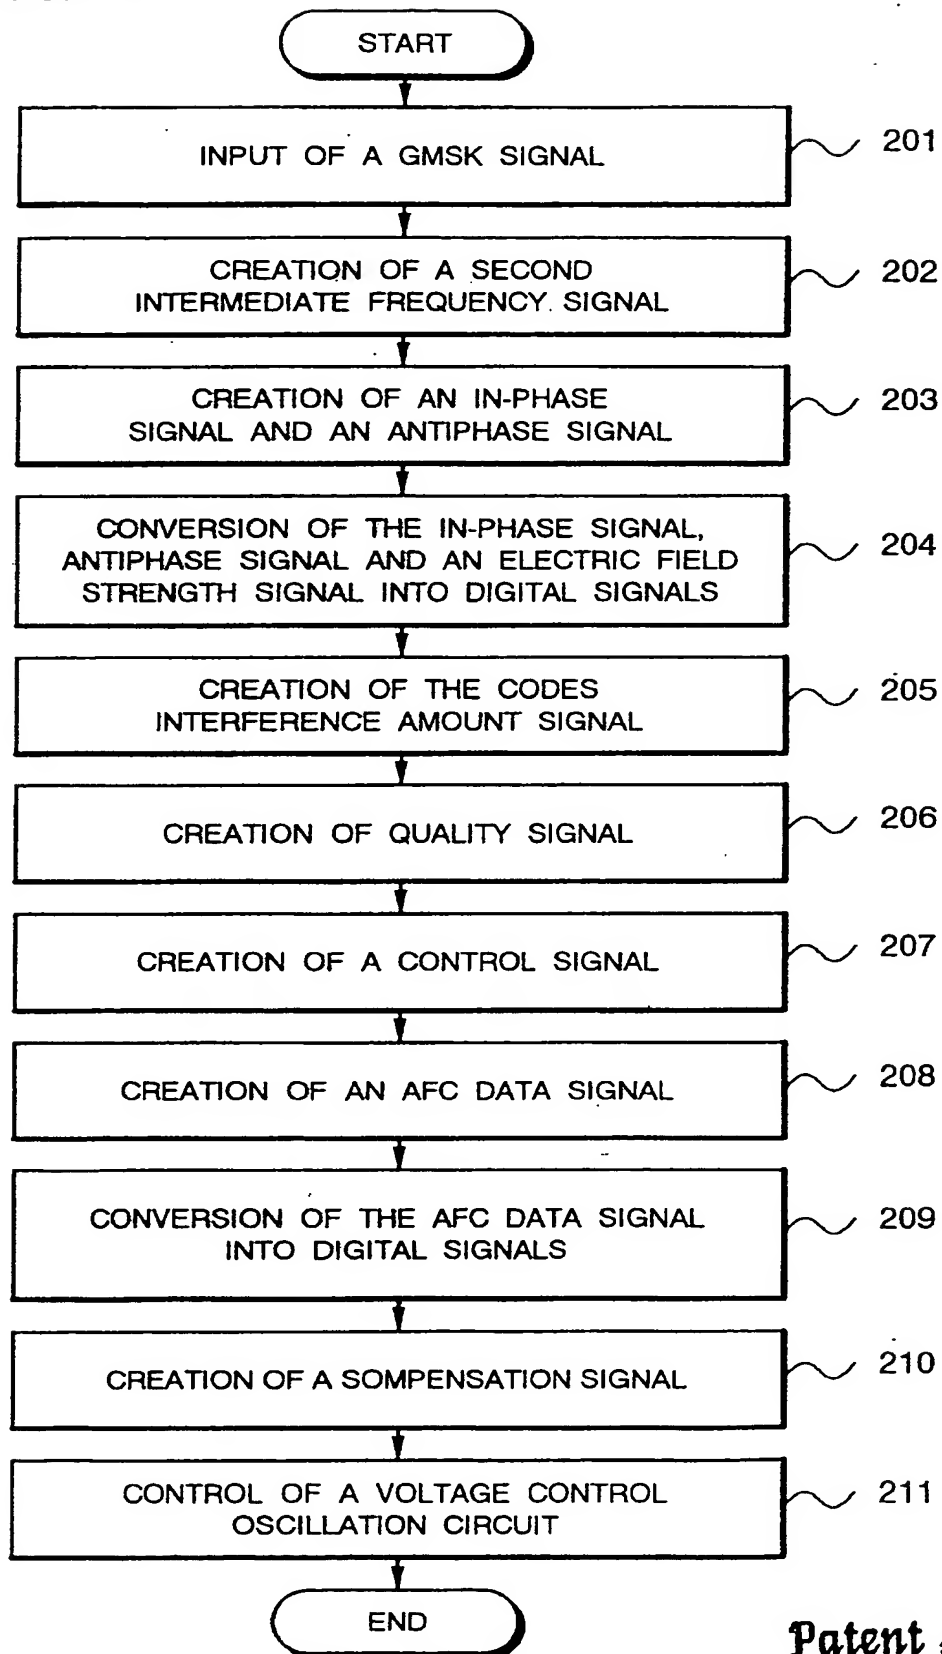 START
INPUT OF A GMSK SIGNAL
201
CREATION OF A SECOND
INTERMEDIATE FREQUENCY. SIGNAL
202
CREATION OF AN IN-PHASE
SIGNAL AND AN ANTIPHASE SIGNAL
203
CONVERSION OF THE IN-PHASE SIGNAL,
ANTIPHASE SIGNAL AND AN ELECTRIC FIELD
STRENGTH SIGNAL INTO DIGITAL SIGNALS
204
CREATION OF THE CODES
INTERFERENCE AMOUNT SIGNAL
205
CREATION OF QUALITY SIGNAL
206
CREATION OF A CONTROL SIGNAL
207
CREATION OF AN AFC DATA SIGNAL
208
CONVERSION OF THE AFC DATA SIGNAL
INTO DIGITAL SIGNALS
209
CREATION OF A SOMPENSATION SIGNAL
210
CONTROL OF A VOLTAGE CONTROL
OSCILLATION CIRCUIT
211
END
Patent